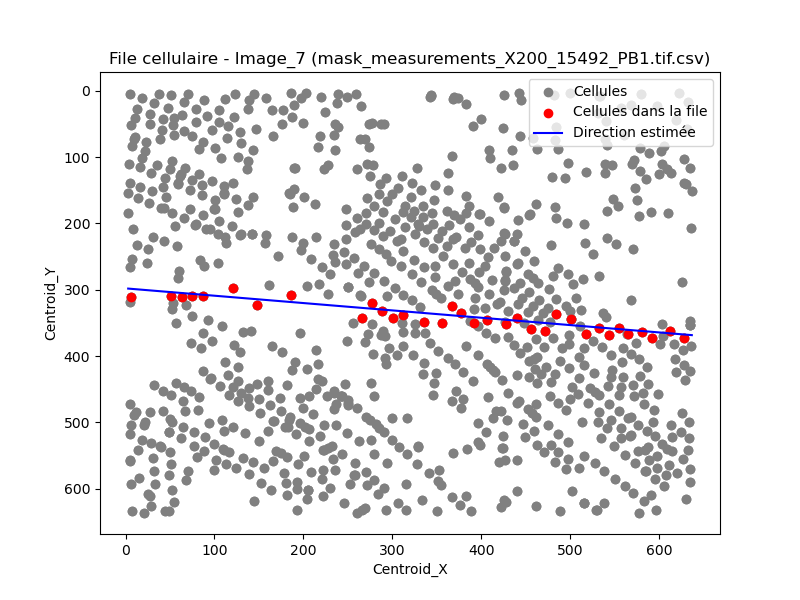 File cellulaire - Image_7 (mask_measurements_X200_15492_PB1.tif.csv)
Cellules
Cellules dans la file
Direction estimée
0
100
200
300
400
500
600
Centroid_Y
0
100
200
300
400
500
600
Centroid_X